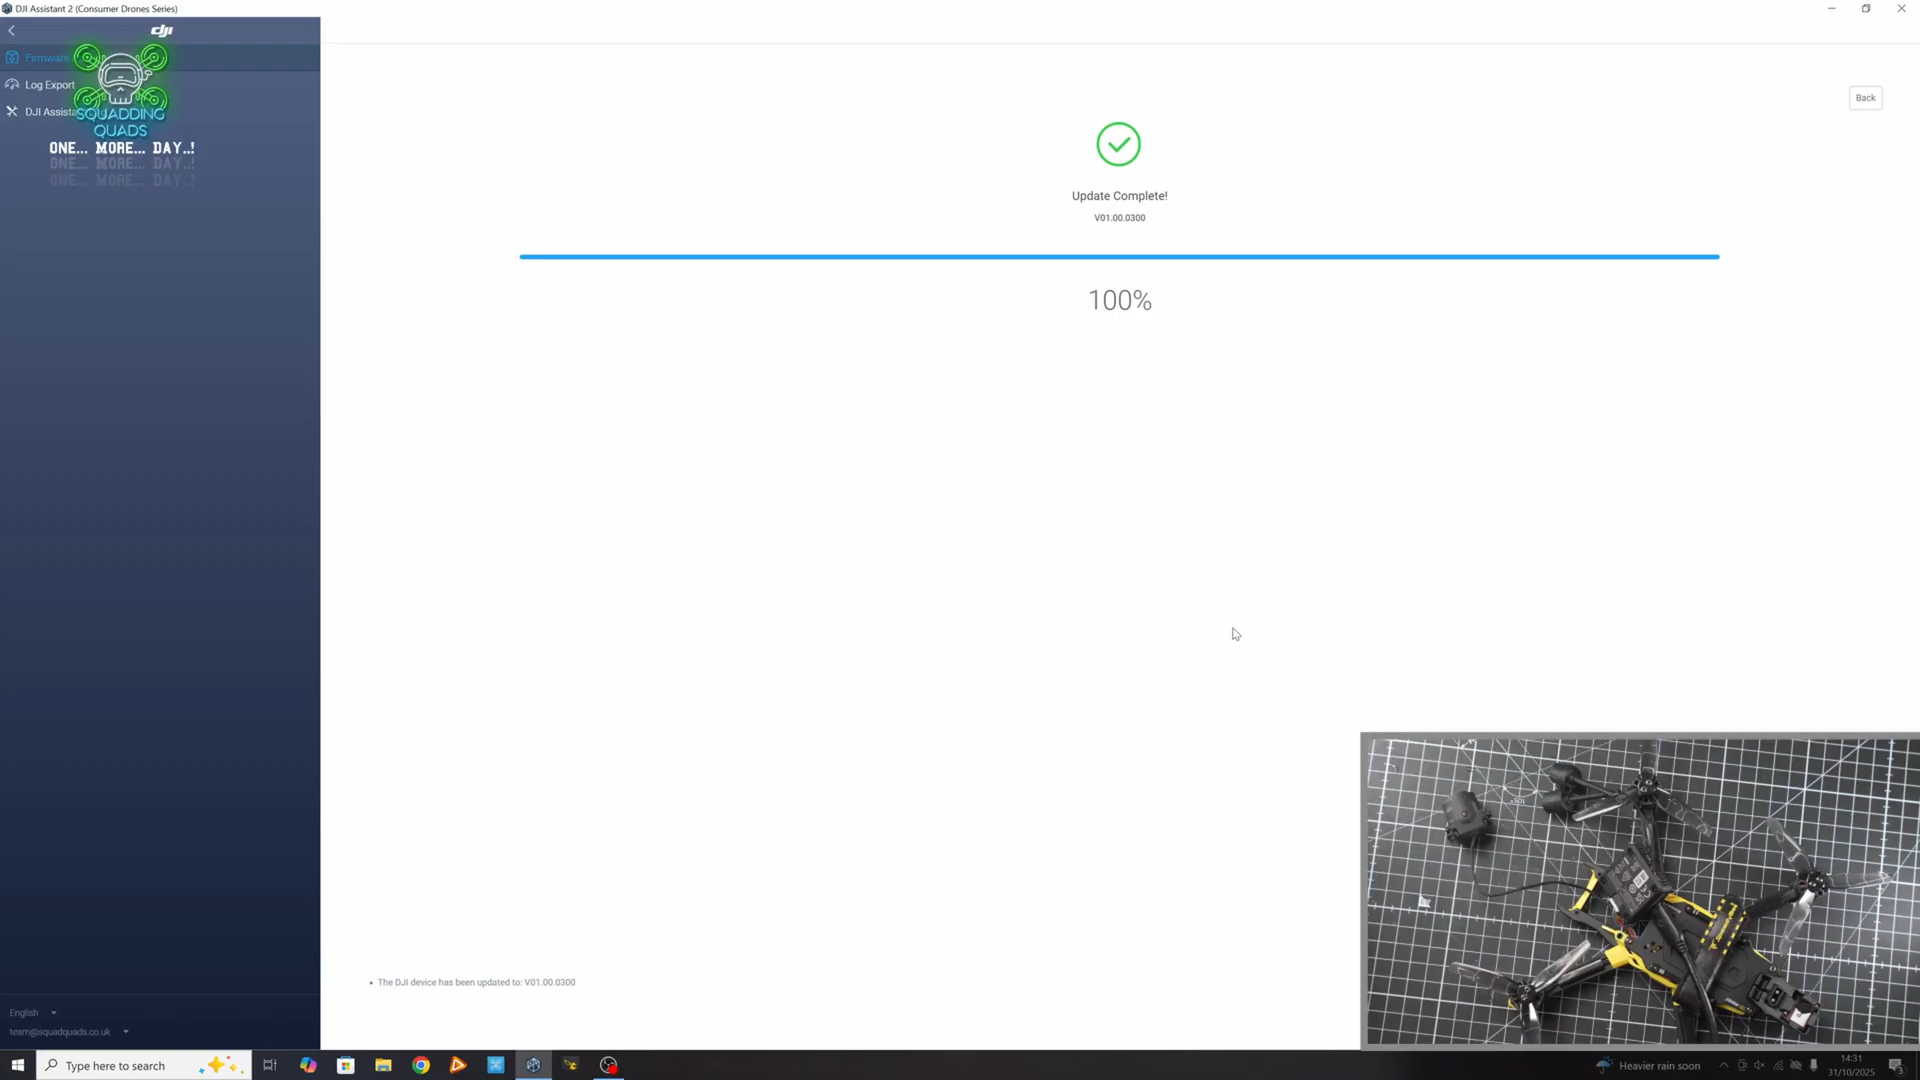 DJI Assistant 2 (Consumer Drones Series)
dji
Firmware
Log Export
DJI Assista
SQUADDING
QUADS
ONE... MORE... DAY..!
ONE... MORE... DAY..!
ONE... MORE... DAY..!
Back
Update Complete!
V01.00.0300
100%
The DJI device has been updated to: V01.00.0300
English
team@squadquads.co.uk
Type here to search
Heavier rain soon
14:31
31/10/2025
3